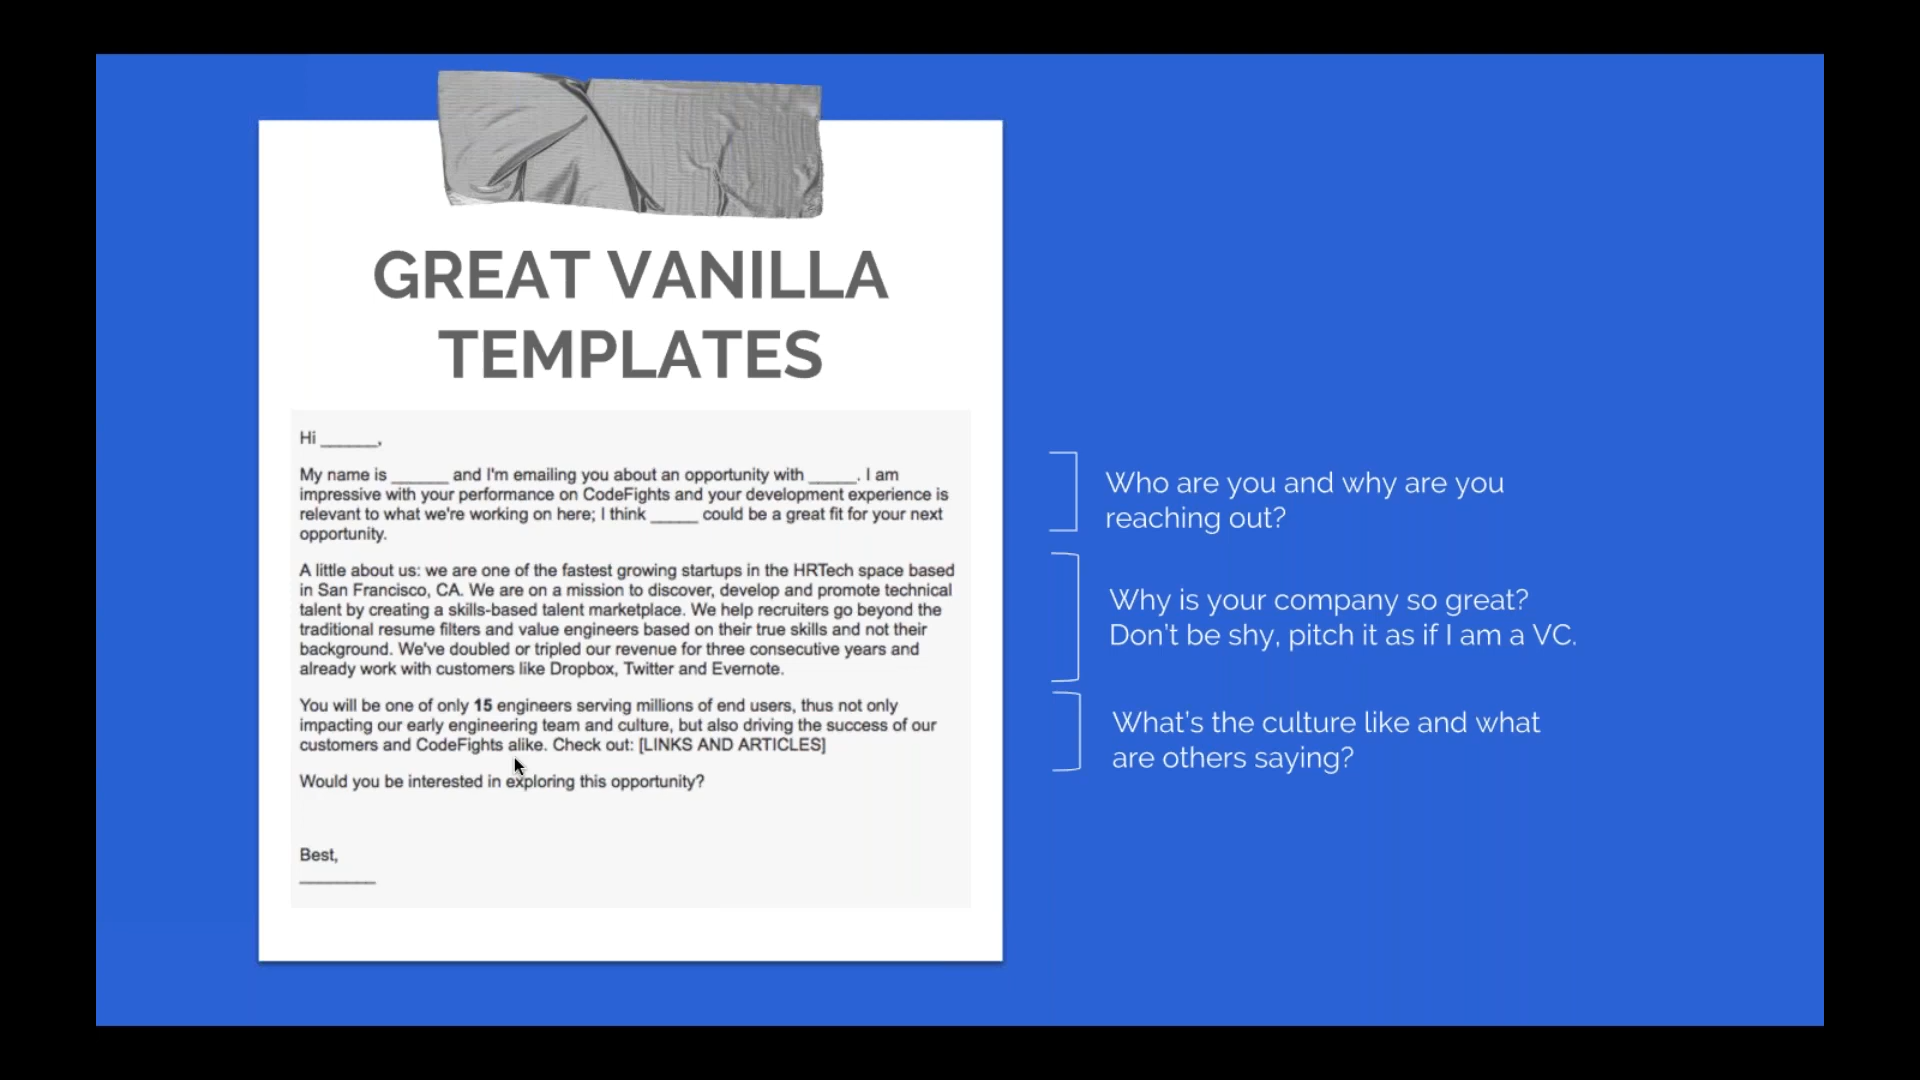 GREAT VANILLA
TEMPLATES
Hi ______,
My name is ______ and I'm emailing you about an opportunity with _____. I am
impressive with your performance on CodeFights and your development experience is
relevant to what we're working on here; I think _____ could be a great fit for your next
opportunity.
A little about us: we are one of the fastest growing startups in the HRTech space based
in San Francisco, CA. We are on a mission to discover, develop and promote technical
talent by creating a skills-based talent marketplace. We help recruiters go beyond the
traditional resume filters and value engineers based on their true skills and not their
background. We've doubled or tripled our revenue for three consecutive years and
already work with customers like Dropbox, Twitter and Evernote.
You will be one of only 15 engineers serving millions of end users, thus not only
impacting our early engineering team and culture, but also driving the success of our
customers and CodeFights alike. Check out: [LINKS AND ARTICLES]
Would you be interested in exploring this opportunity?
Best,
________
Who are you and why are you
reaching out?
Why is your company so great?
Don't be shy, pitch it as if I am a VC.
What's the culture like and what
are others saying?